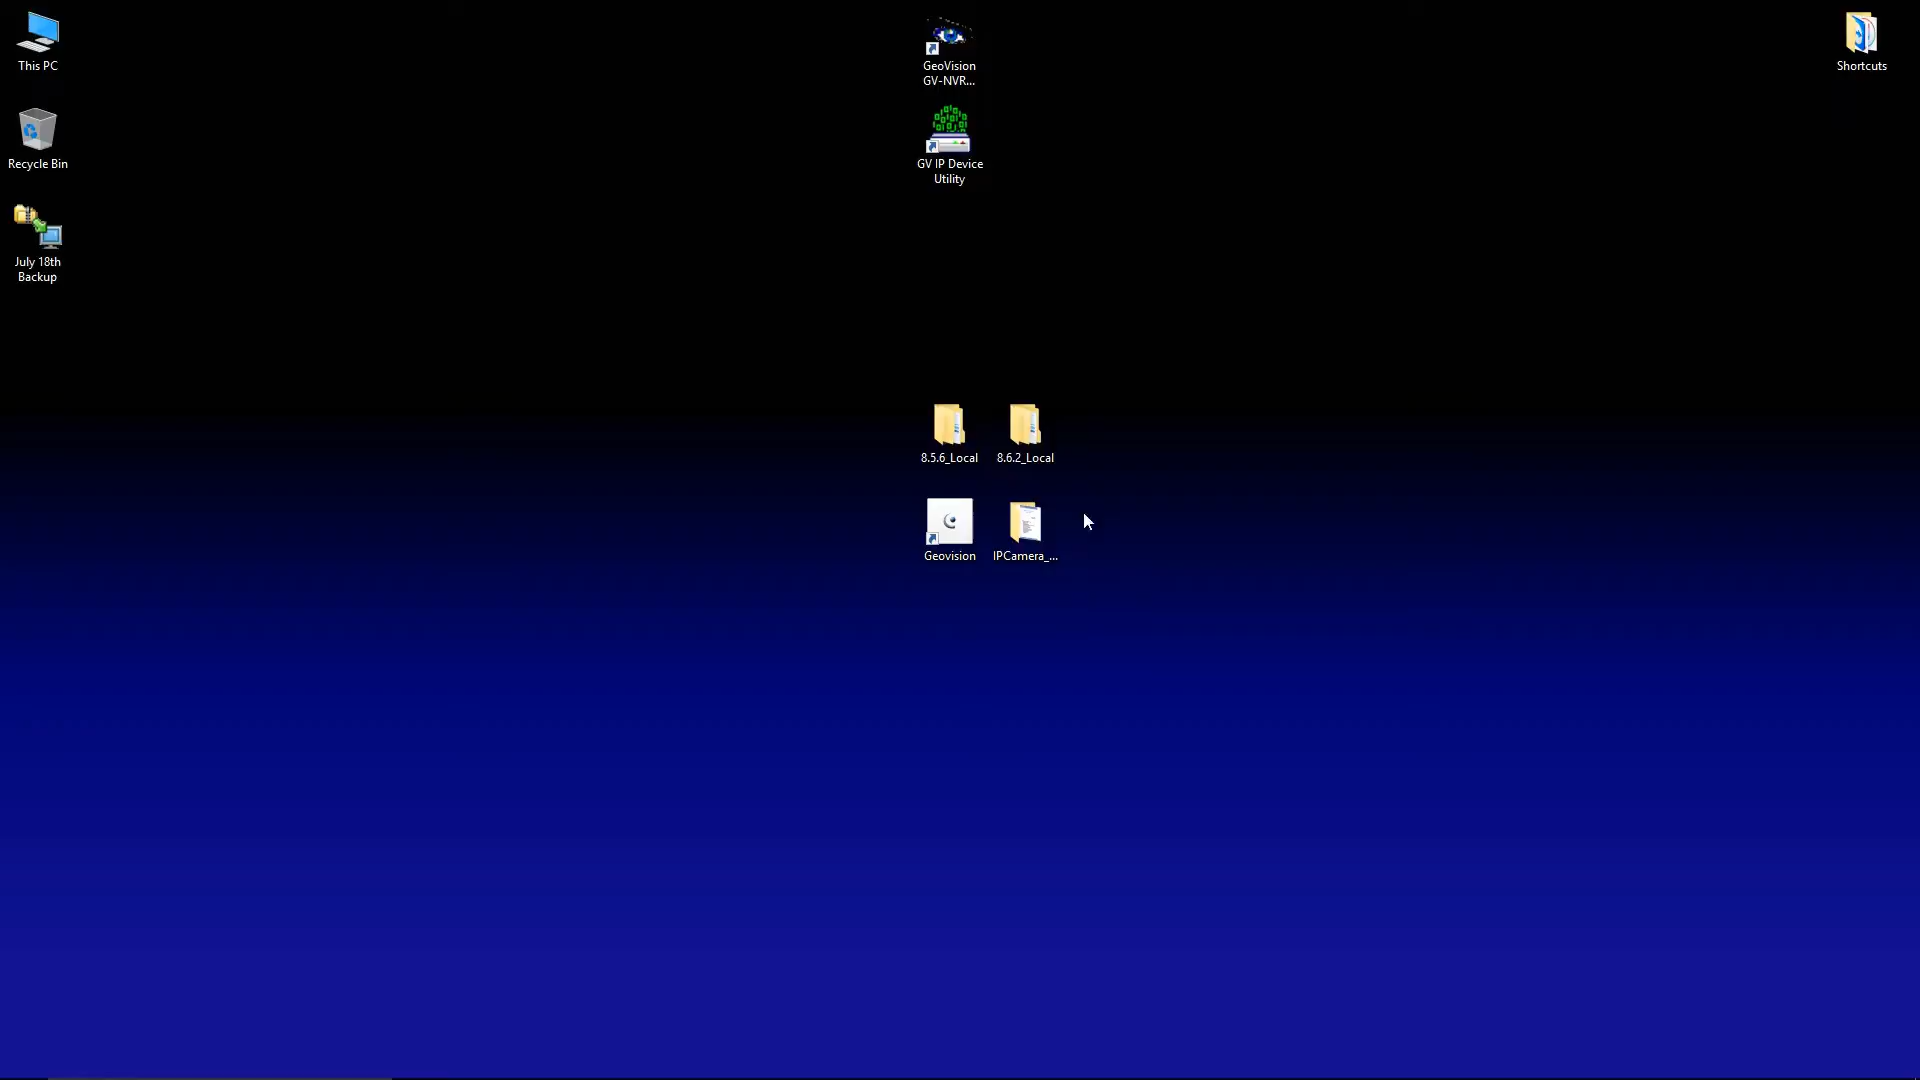 This PC
Recycle Bin
July 18th
Backup
GeoVision
GV-NVR...
GV IP Device
Utility
8.5.6_Local
8.6.2_Local
Geovision
IPCamera_...
Shortcuts